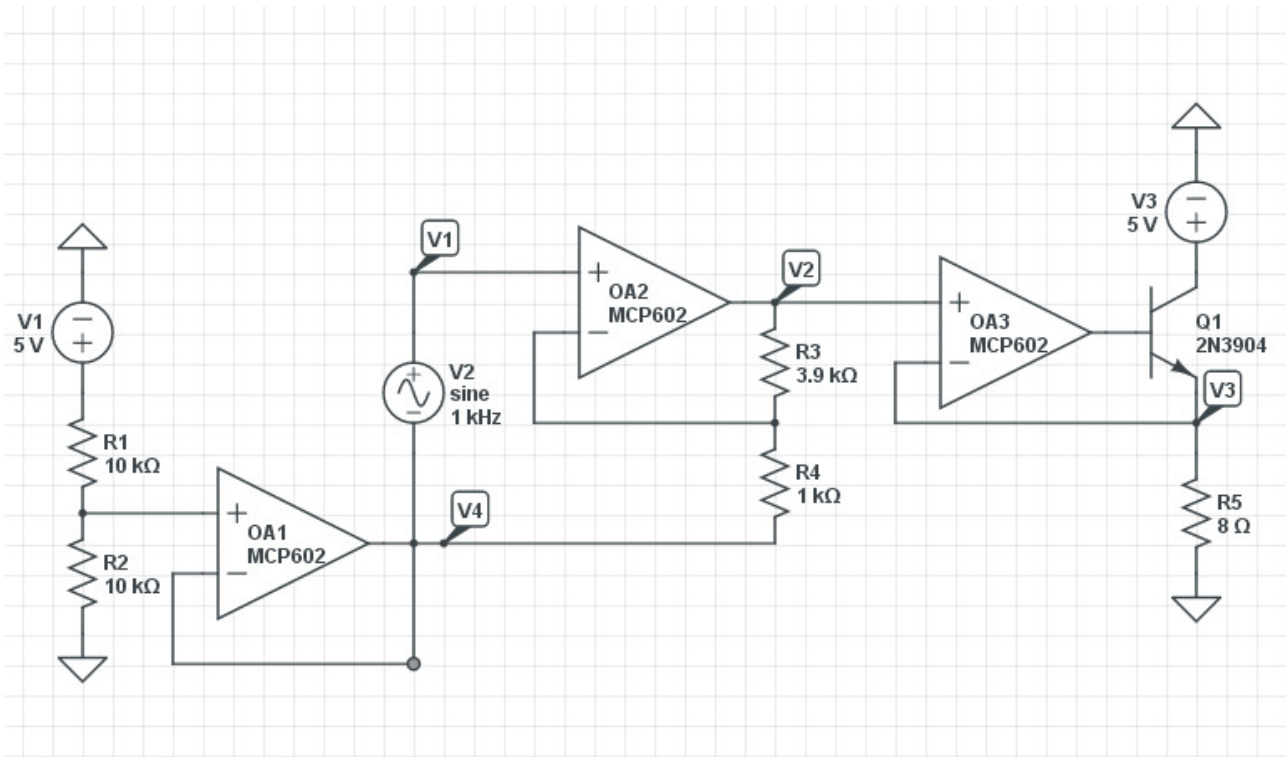 V1
5 V
R1
10 kΩ
R2
10 kΩ
+
−
OA1
MCP602
V4
V1
V2
sine
1 kHz
+
−
OA2
MCP602
V2
R3
3.9 kΩ
R4
1 kΩ
+
−
OA3
MCP602
V3
5 V
Q1
2N3904
V3
R5
8 Ω